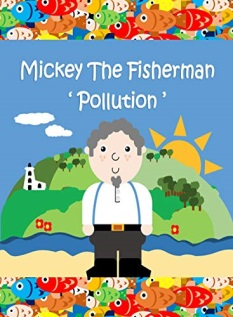 Mickey The Fisherman
‘ Pollution ’